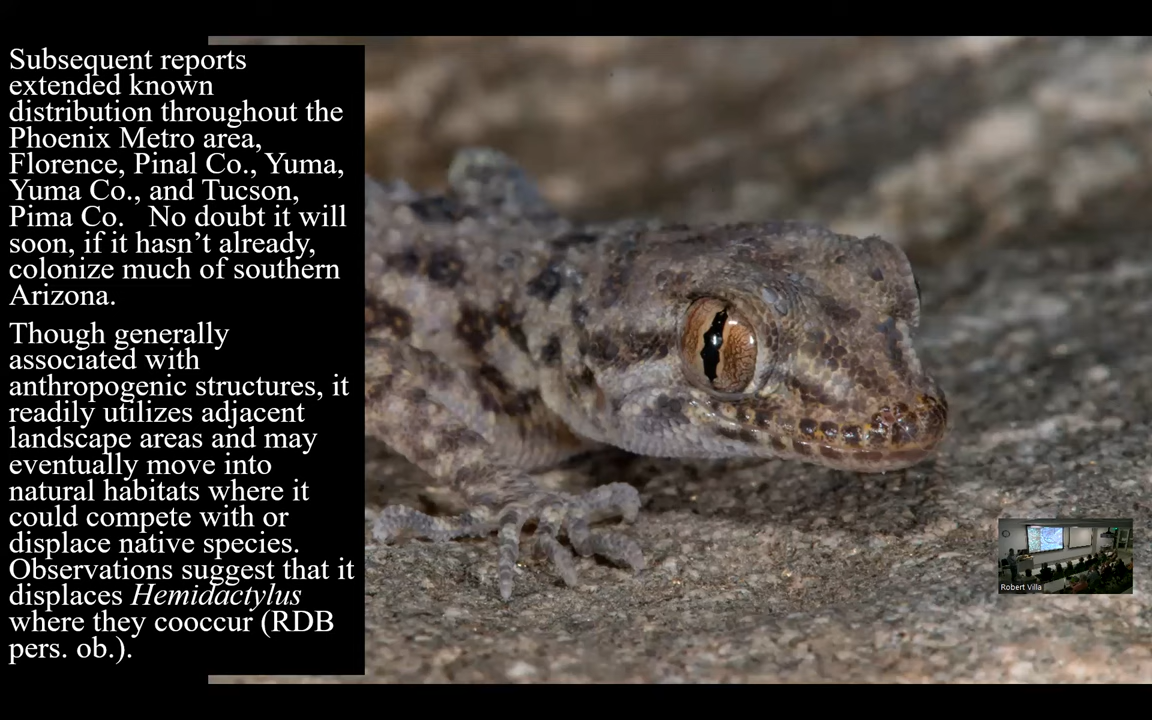 Subsequent reports
extended known
distribution throughout the
Phoenix Metro area,
Florence, Pinal Co., Yuma,
Yuma Co., and Tucson,
Pima Co.   No doubt it will
soon, if it hasn’t already,
colonize much of southern
Arizona.
Though generally
associated with
anthropogenic structures, it
readily utilizes adjacent
landscape areas and may
eventually move into
natural habitats where it
could compete with or
displace native species.
Observations suggest that it
displaces Hemidactylus
where they cooccur (RDB
pers. ob.).
Robert Villa